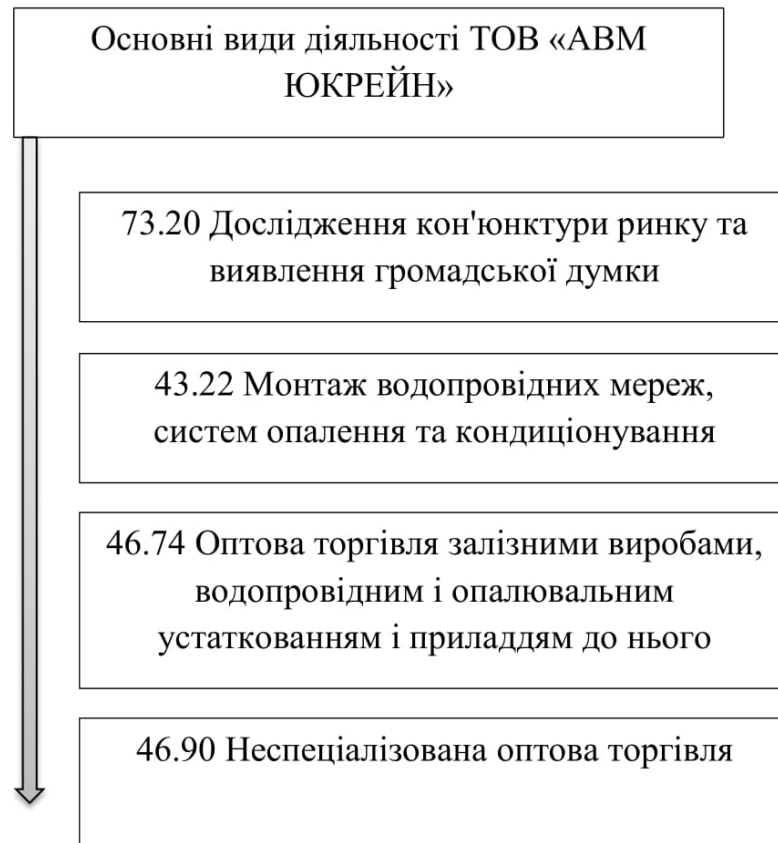 Основні види діяльності ТОВ «АВМ
ЮКРЕЙН»
73.20 Дослідження кон'юнктури ринку та
виявлення громадської думки
43.22 Монтаж водопровідних мереж,
систем опалення та кондиціонування
46.74 Оптова торгівля залізними виробами,
водопровідним і опалювальним
устаткованням і приладдям до нього
46.90 Неспеціалізована оптова торгівля